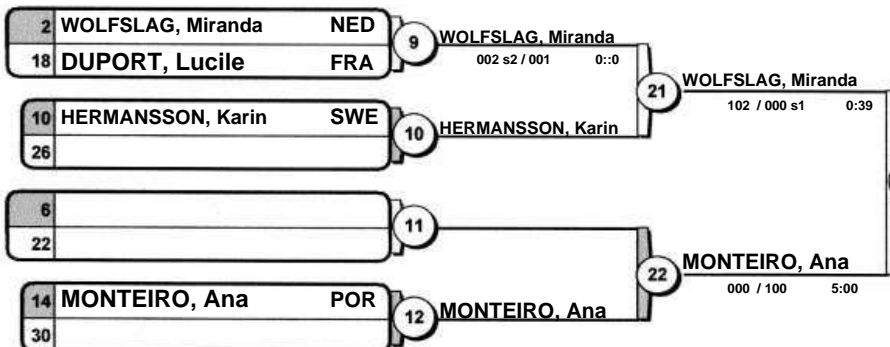 2 WOLFSLAG, Miranda NED
18 DUPORT, Lucile FRA
9
WOLFSLAG, Miranda
002 s2 / 001 0::0
10 HERMANSSON, Karin SWE
26
10
HERMANSSON, Karin
21
WOLFSLAG, Miranda
102 / 000 s1 0:39
6
22
11
14 MONTEIRO, Ana POR
30
12
MONTEIRO, Ana
22
MONTEIRO, Ana
000 / 100 5:00